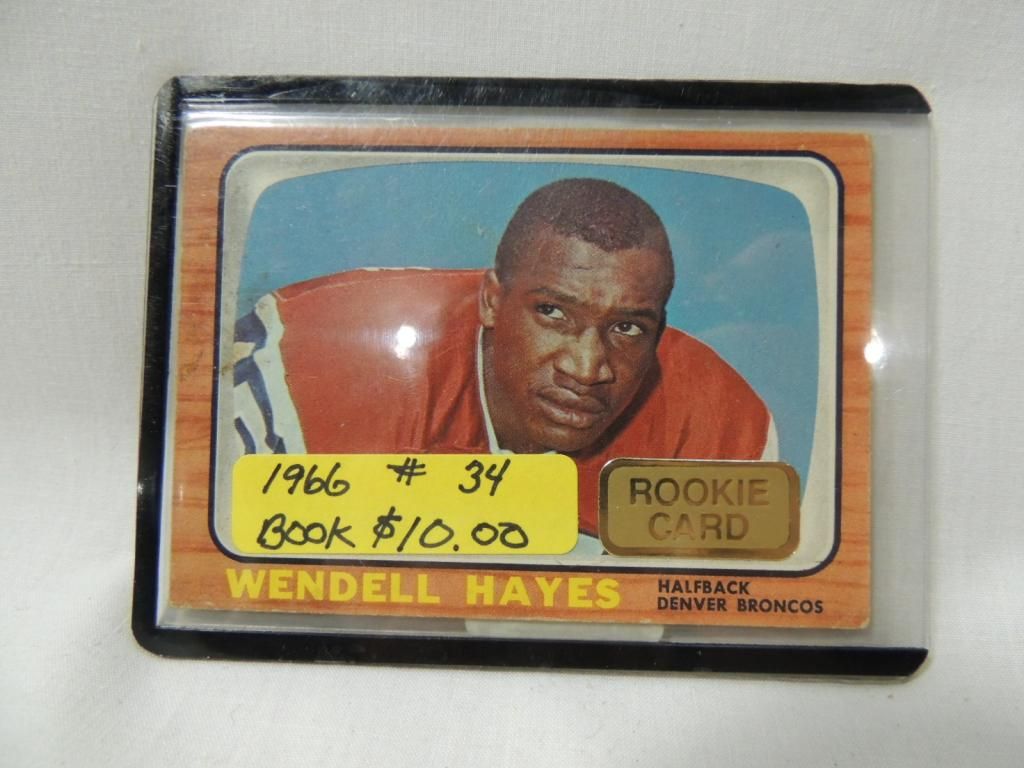 1966 # 34
BOOK $10.00
ROOKIE
CARD
WENDELL HAYES
HALFBACK
DENVER BRONCOS